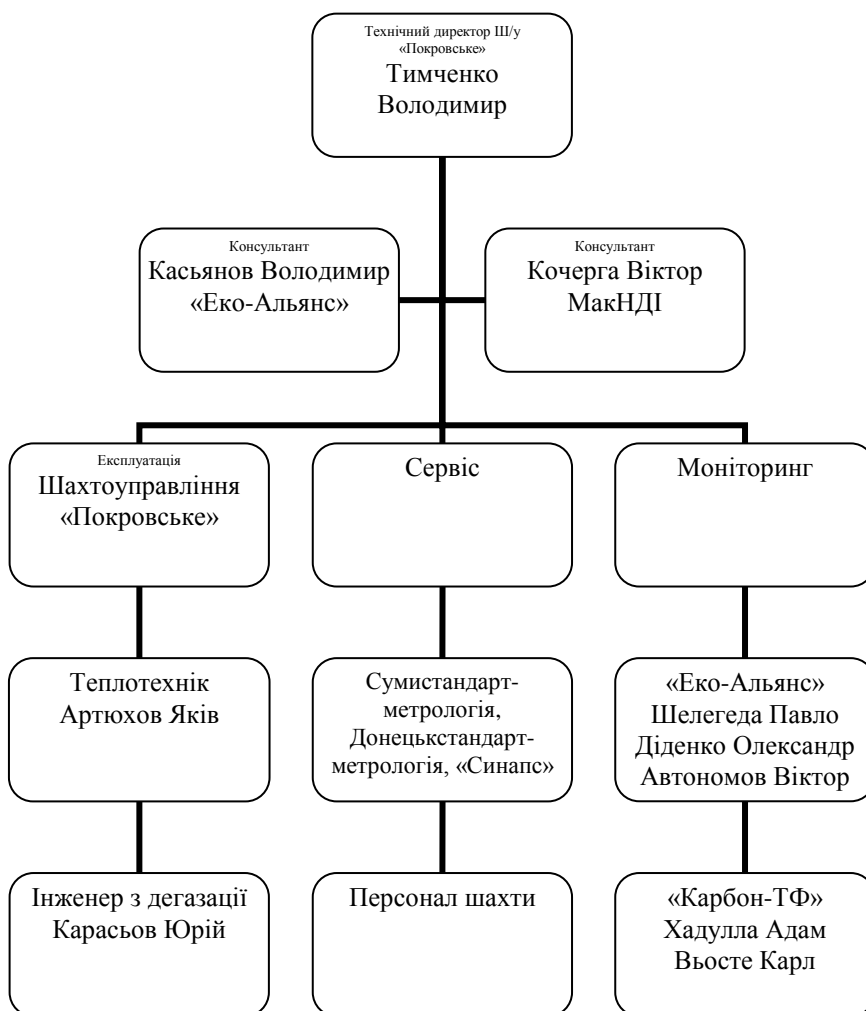 Технічний директор Ш/у
«Покровське»
Тимченко
Володимир
Консультант
Касьянов Володимир
«Еко-Альянс»
Консультант
Кочерга Віктор
МакНДІ
Експлуатація
Шахтоуправління
«Покровське»
Сервіс
Моніторинг
Теплотехнік
Артюхов Яків
Сумистандарт-
метрологія,
Донецькстандарт-
метрологія, «Синапс»
«Еко-Альянс»
Шелегеда Павло
Діденко Олександр
Автономов Віктор
Інженер з дегазації
Карасьов Юрій
Персонал шахти
«Карбон-ТФ»
Хадулла Адам
Вьосте Карл